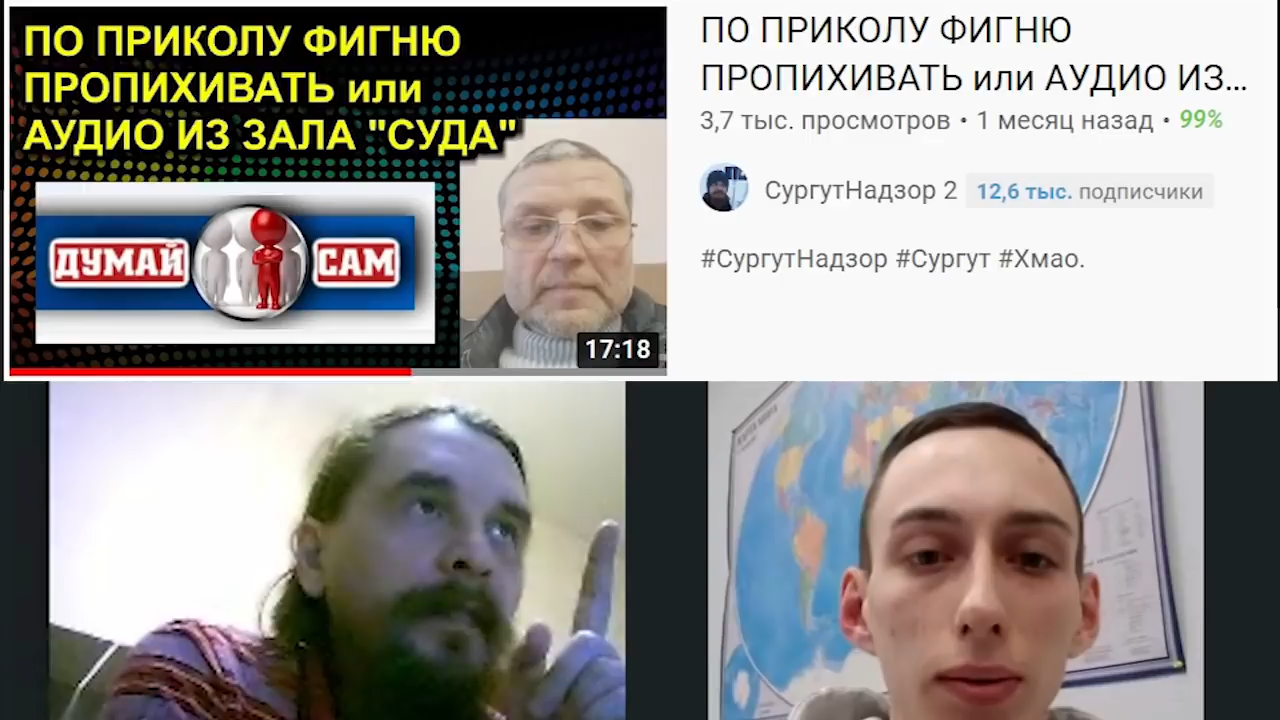 ПО ПРИКОЛУ ФИГНЮ
ПРОПИХИВАТЬ или
АУДИО ИЗ ЗАЛА "СУДА"
ДУМАЙ САМ
17:18
ПО ПРИКОЛУ ФИГНЮ
ПРОПИХИВАТЬ или АУДИО ИЗ...
3,7 тыс. просмотров • 1 месяц назад • 99%
СургутНадзор 2 12,6 тыс. подписчики
#СургутНадзор #Сургут #Хмао.